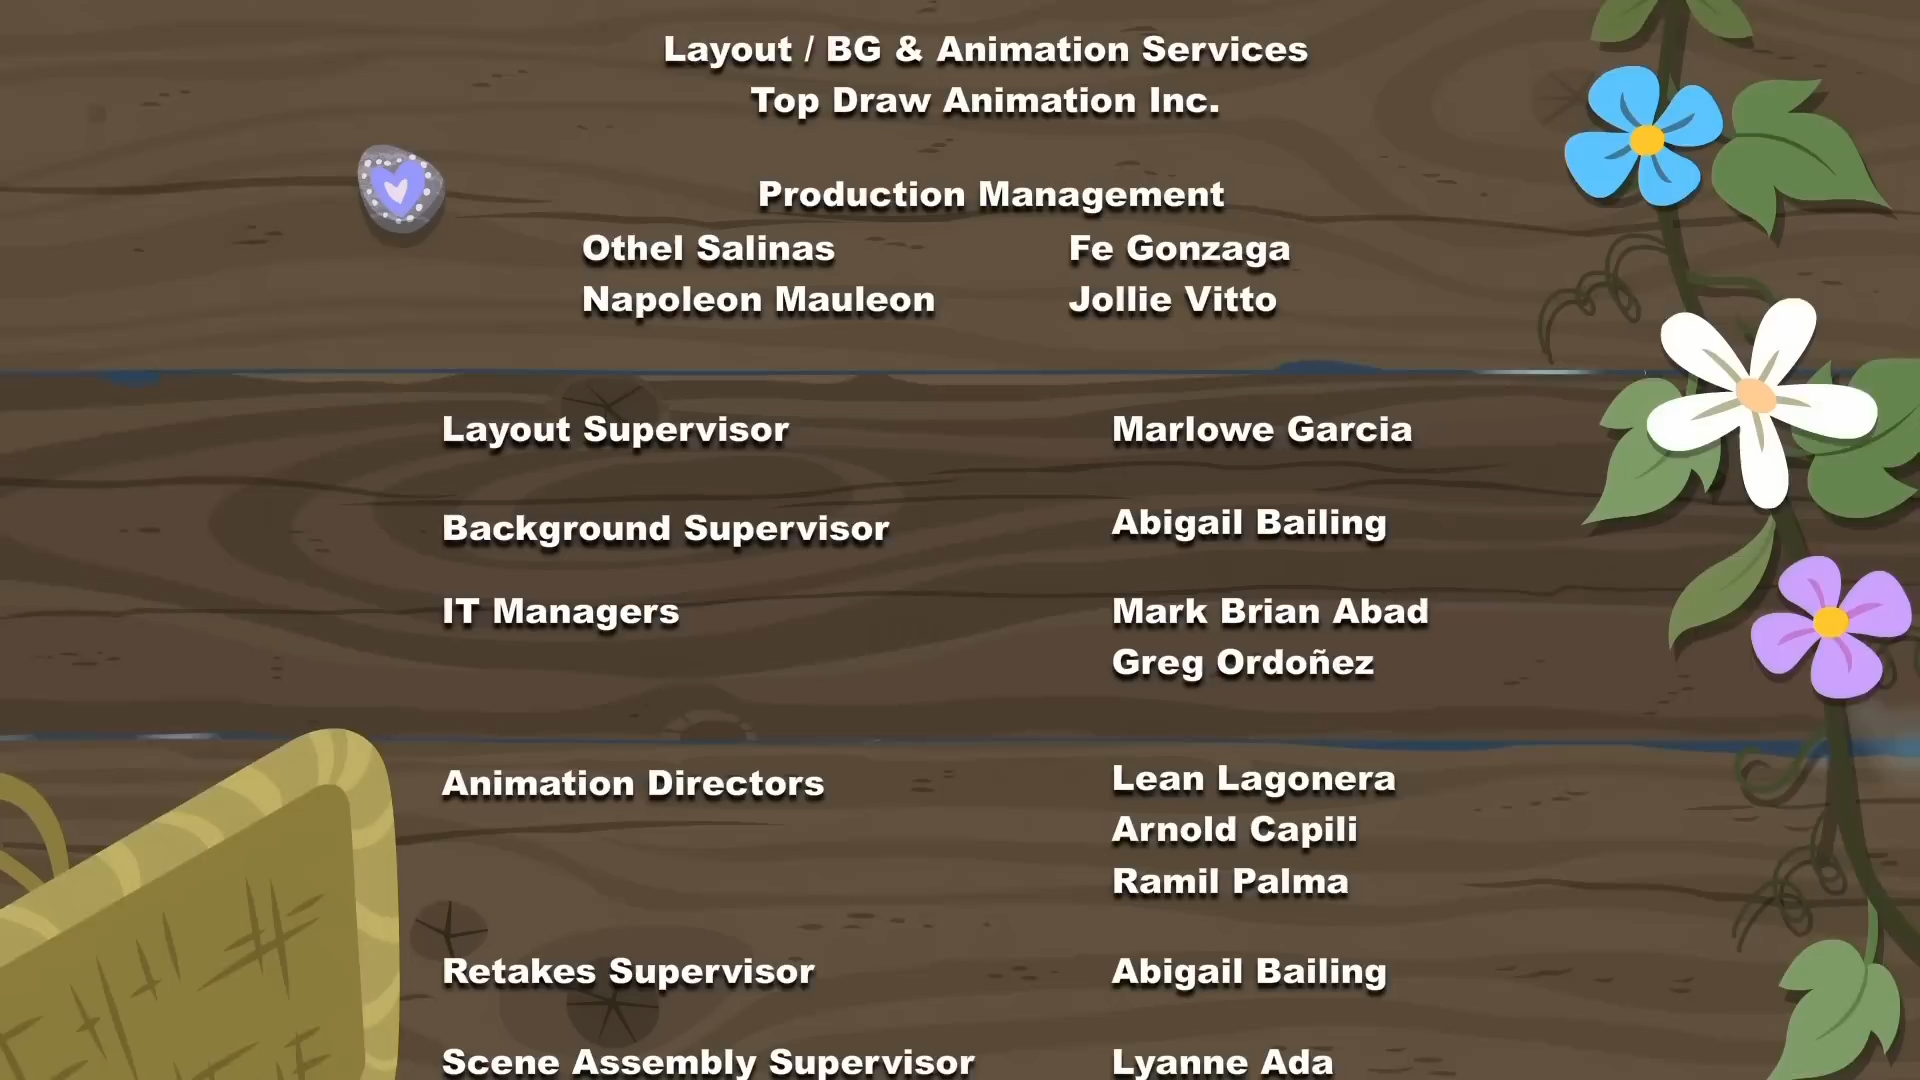 Layout / BG & Animation Services
Top Draw Animation Inc.
Production Management
Othel Salinas Fe Gonzaga
Napoleon Mauleon Jollie Vitto
Layout Supervisor Marlowe Garcia
Background Supervisor Abigail Bailing
IT Managers Mark Brian Abad
Greg Ordoñez
Animation Directors Lean Lagonera
Arnold Capili
Ramil Palma
Retakes Supervisor Abigail Bailing
Scene Assembly Supervisor Lyanne Ada